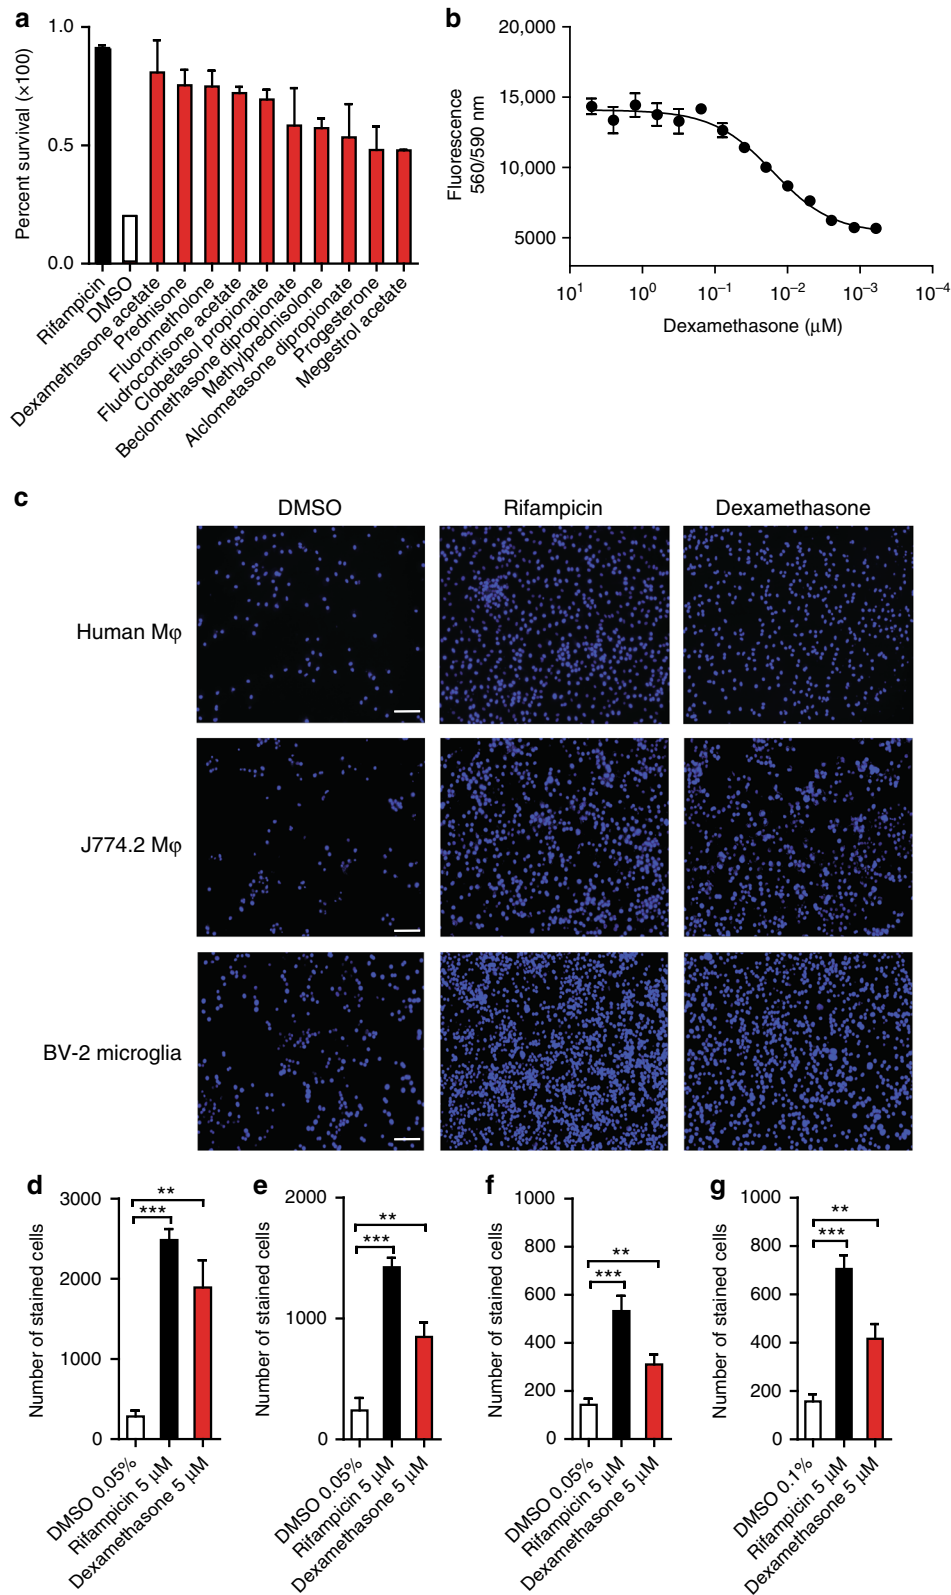 a
Percent survival (×100)
1.0
0.5
0.0
Rifampicin
DMSO
Dexamethasone acetate
Prednisone
Fluorometholone
Fludrocortisone acetate
Clobetasol propionate
Beclomethasone dipropionate
Methylprednisolone
Alclometasone dipropionate
Progesterone
Megestrol acetate
b
Fluorescence
560/590 nm
20,000
15,000
10,000
5000
10¹ 10⁰ 10⁻¹ 10⁻² 10⁻³ 10⁻⁴
Dexamethasone (μM)
c
DMSO Rifampicin Dexamethasone
Human Mφ
J774.2 Mφ
BV-2 microglia
d
Number of stained cells
3000
2000
1000
0
**
***
DMSO 0.05%
Rifampicin 5 μM
Dexamethasone 5 μM
e
Number of stained cells
2000
1000
0
**
***
DMSO 0.05%
Rifampicin 5 μM
Dexamethasone 5 μM
f
Number of stained cells
1000
800
600
400
200
0
**
***
DMSO 0.05%
Rifampicin 5 μM
Dexamethasone 5 μM
g
Number of stained cells
1000
800
600
400
200
0
**
***
DMSO 0.1%
Rifampicin 5 μM
Dexamethasone 5 μM